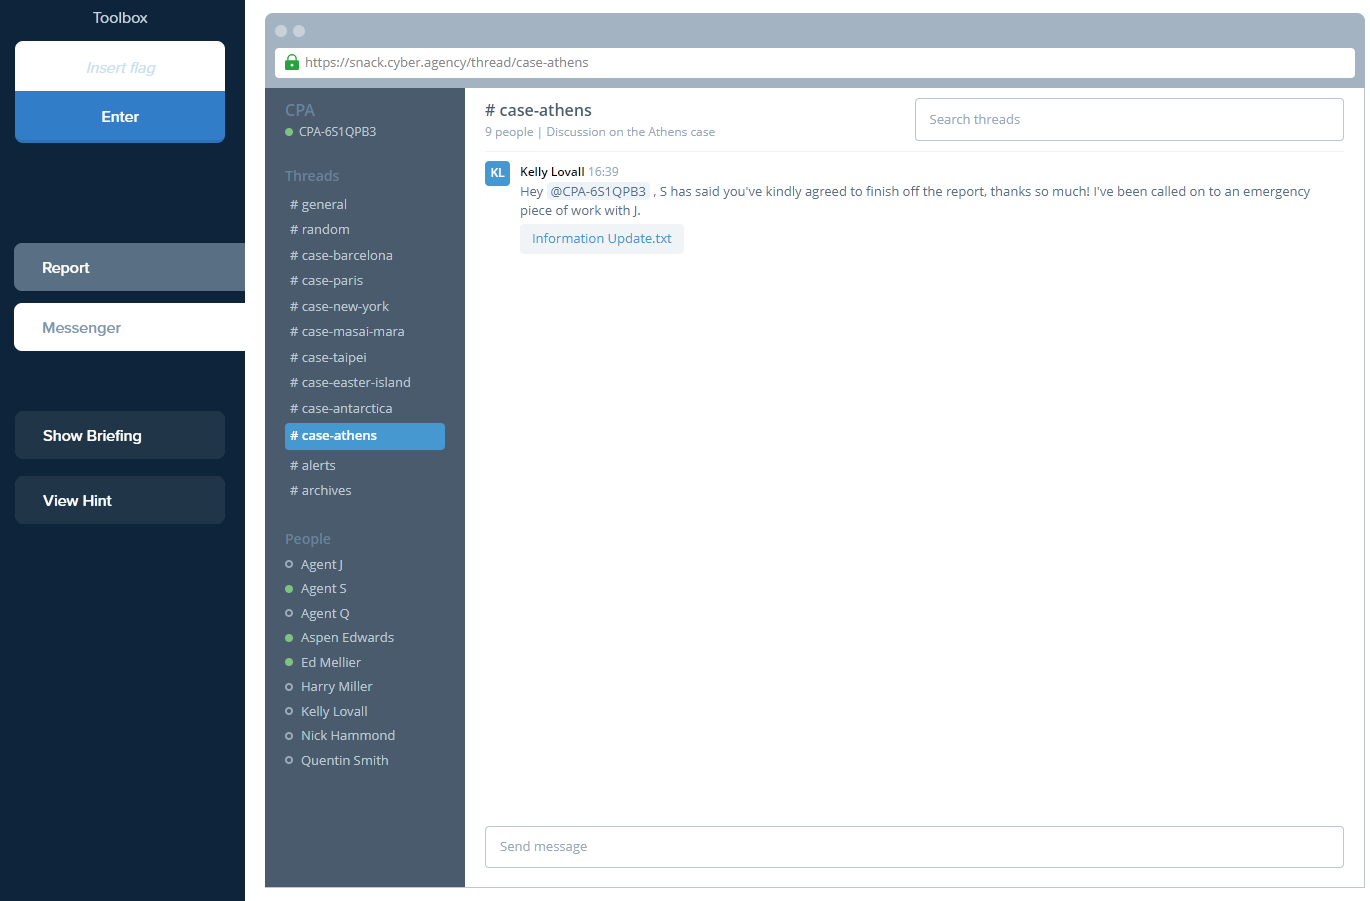 Toolbox
Insert flag
Enter
Report
Messenger
Show Briefing
View Hint
https://snack.cyber.agency/thread/case-athens
CPA
CPA-6S1QPB3
Threads
# general
# random
# case-barcelona
# case-paris
# case-new-york
# case-masai-mara
# case-taipei
# case-easter-island
# case-antarctica
# case-athens
# alerts
# archives
People
Agent J
Agent S
Agent Q
Aspen Edwards
Ed Mellier
Harry Miller
Kelly Lovall
Nick Hammond
Quentin Smith
# case-athens
9 people | Discussion on the Athens case
Search threads
KL
Kelly Lovall 16:39
Hey @CPA-6S1QPB3 , S has said you've kindly agreed to finish off the report, thanks so much! I've been called on to an emergency
piece of work with J.
Information Update.txt
Send message